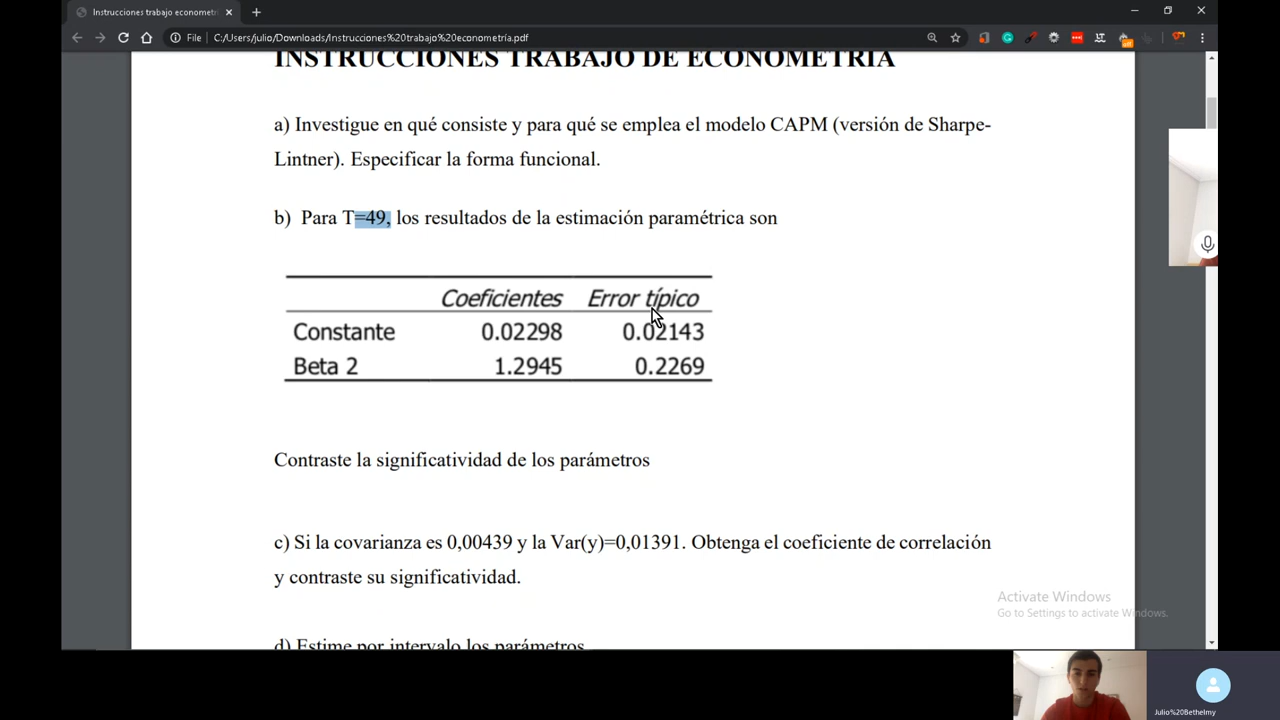 Instrucciones trabajo econometrí
File
C:/Users/julio/Downloads/Instrucciones%20trabajo%20econometría.pdf
INSTRUCCIONES TRABAJO DE ECONOMETRÍA
a) Investigue en qué consiste y para qué se emplea el modelo CAPM (versión de Sharpe-
Lintner). Especificar la forma funcional.
b) Para T=49, los resultados de la estimación paramétrica son
Coeficientes Error típico
Constante 0.02298 0.02143
Beta 2 1.2945 0.2269
Contraste la significatividad de los parámetros
c) Si la covarianza es 0,00439 y la Var(y)=0,01391. Obtenga el coeficiente de correlación
y contraste su significatividad.
Activate Windows
Go to Settings to activate Windows.
d) Estime por intervalo los parámetros
Julio%20Bethelmy